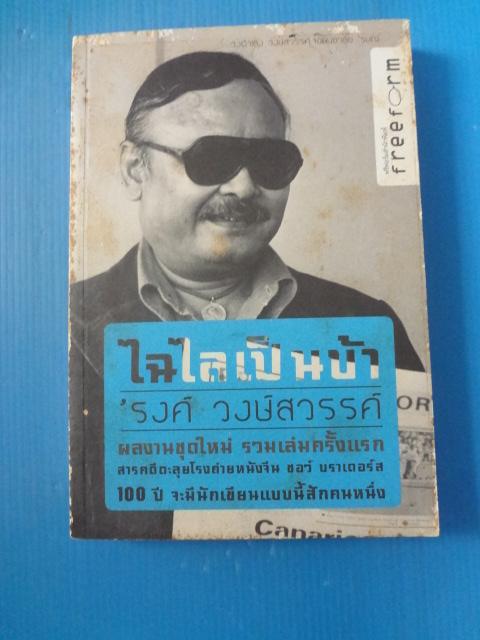 freeform
ไฉไลเป็นบ้า
'รงค์ วงษ์สวรรค์
ผลงานชุดใหม่ รวมเล่มครั้งแรก
สารคดีตะลุยโรงถ่ายหนังจีน ชอว์ บราเดอร์ส
100 ปี จะมีนักเขียนแบบนี้สักคนหนึ่ง
OR
Canari